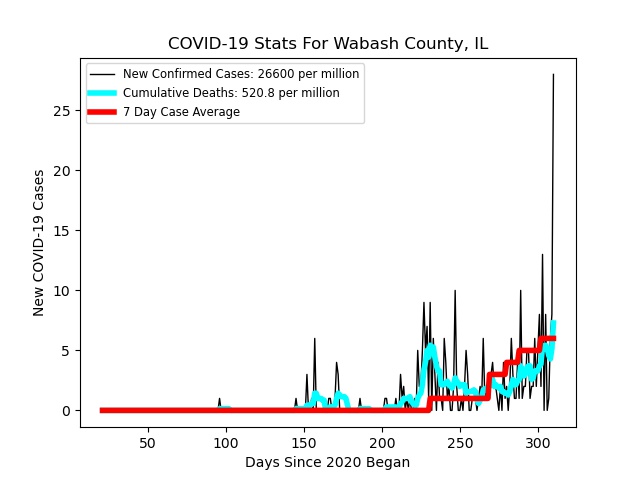 COVID-19 Stats For Wabash County, IL
New Confirmed Cases: 26600 per million
Cumulative Deaths: 520.8 per million
7 Day Case Average
New COVID-19 Cases
25
20
15
10
5
0
50 100 150 200 250 300
Days Since 2020 Began